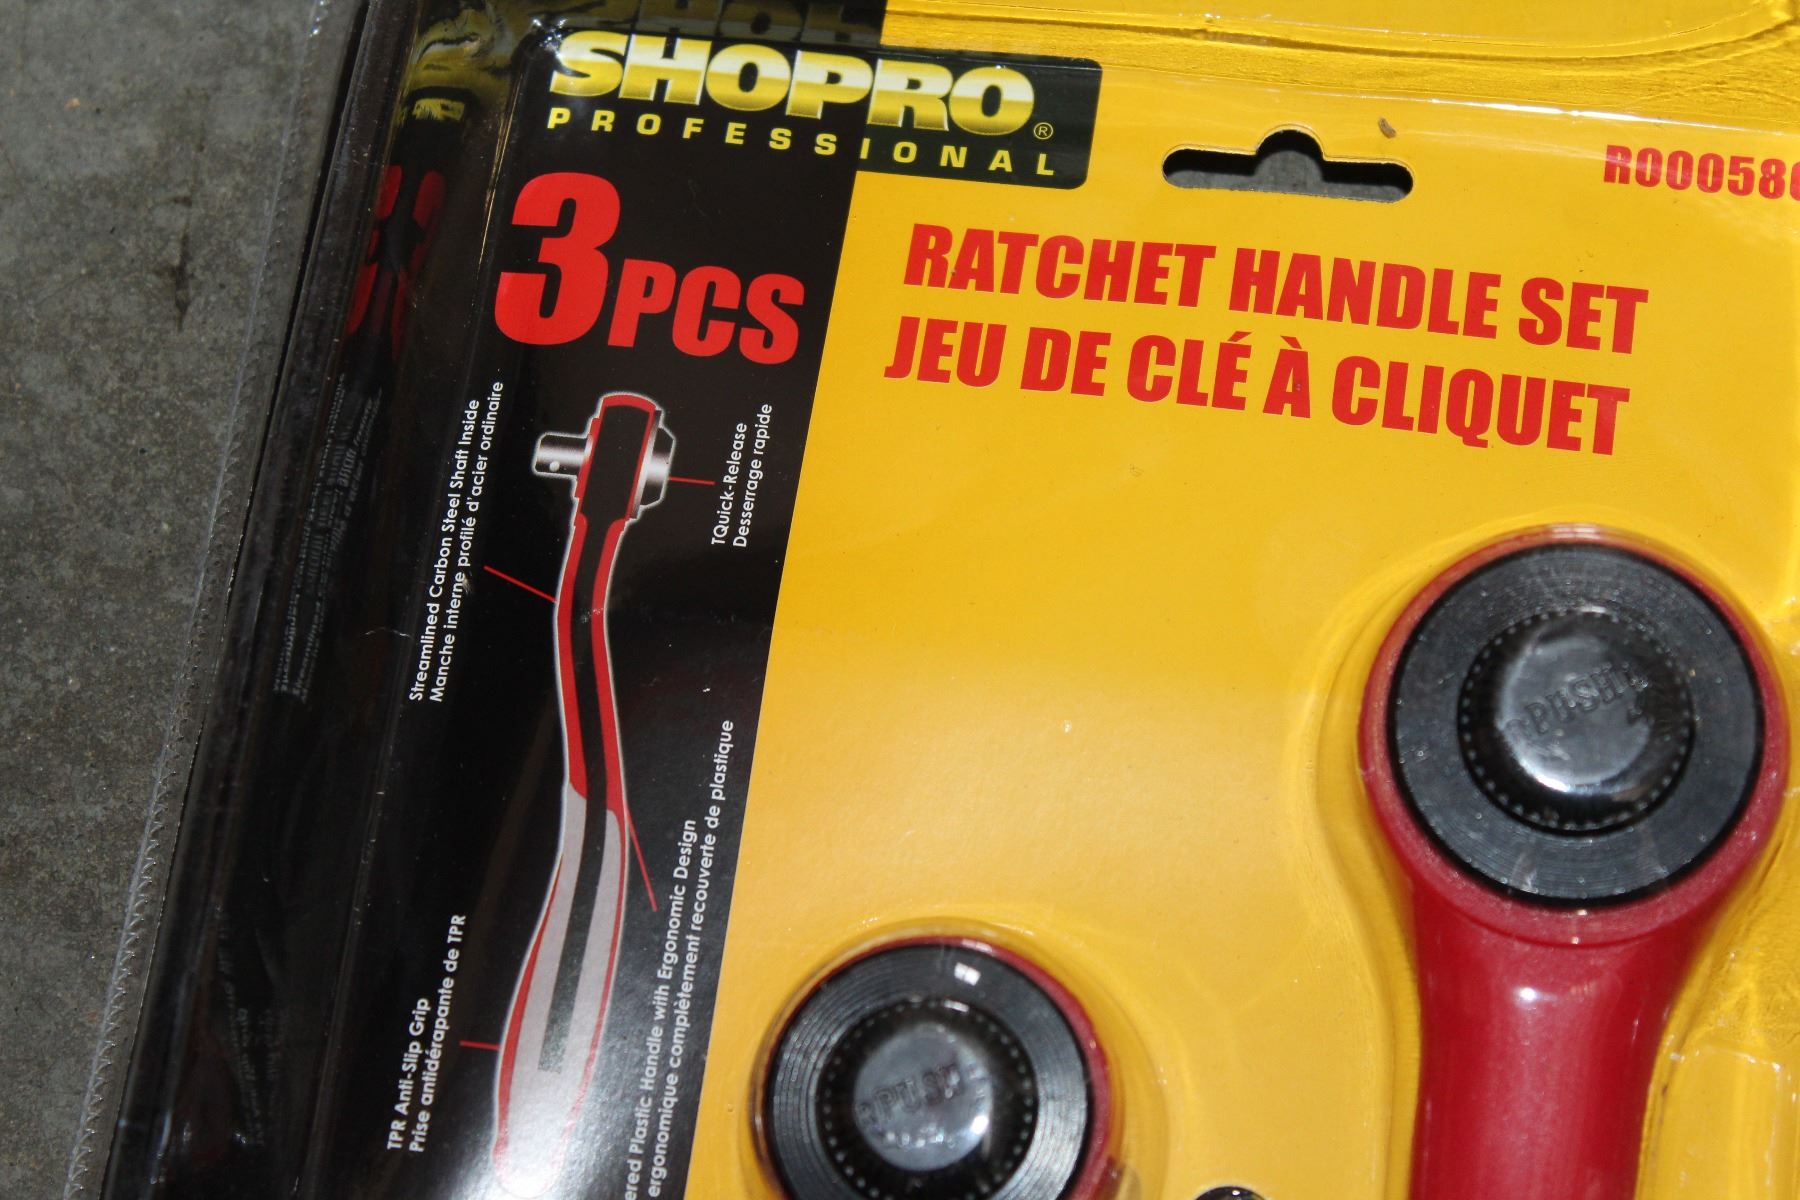 SHOPRO®
PROFESSIONAL
3PCS
RATCHET HANDLE SET
JEU DE CLÉ À CLIQUET
Streamlined Carbon Steel Shaft Inside
Manche interne profilé d'acier ordinaire
TQuick-Release
Desserrage rapide
Plastic Handle with Ergonomic Design
ergonomique complètement recouverte de plastique
TPR Anti-Slip Grip
Prise antidérapante de TPR
PUSH
PUSH